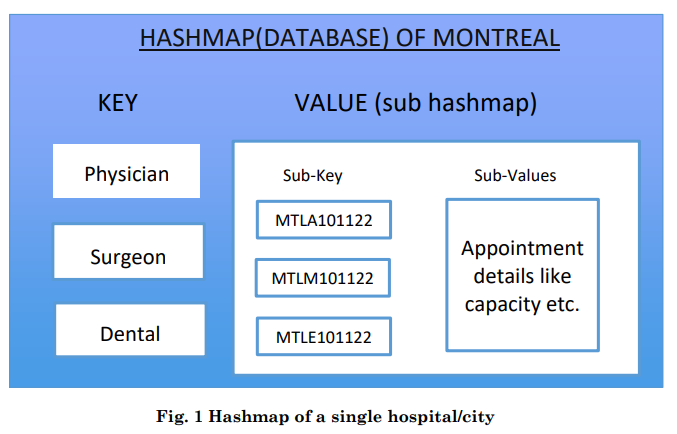 HASHMAP(DATABASE) OF MONTREAL
KEY
VALUE (sub hashmap)
Physician
Surgeon
Dental
Sub-Key
Sub-Values
MTLA101122
MTLM101122
MTLE101122
Appointment
details like
capacity etc.
Fig. 1 Hashmap of a single hospital/city